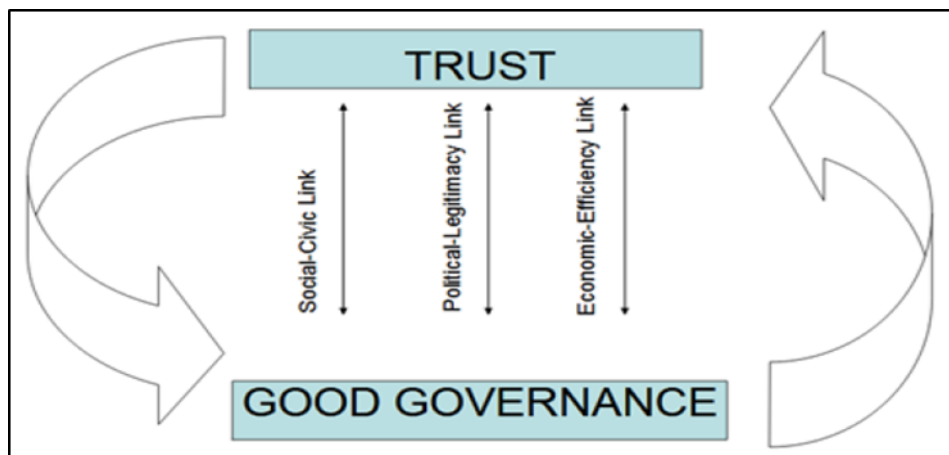 TRUST
Social-Civic Link
Political-Legitimacy Link
Economic-Efficiency Link
GOOD GOVERNANCE